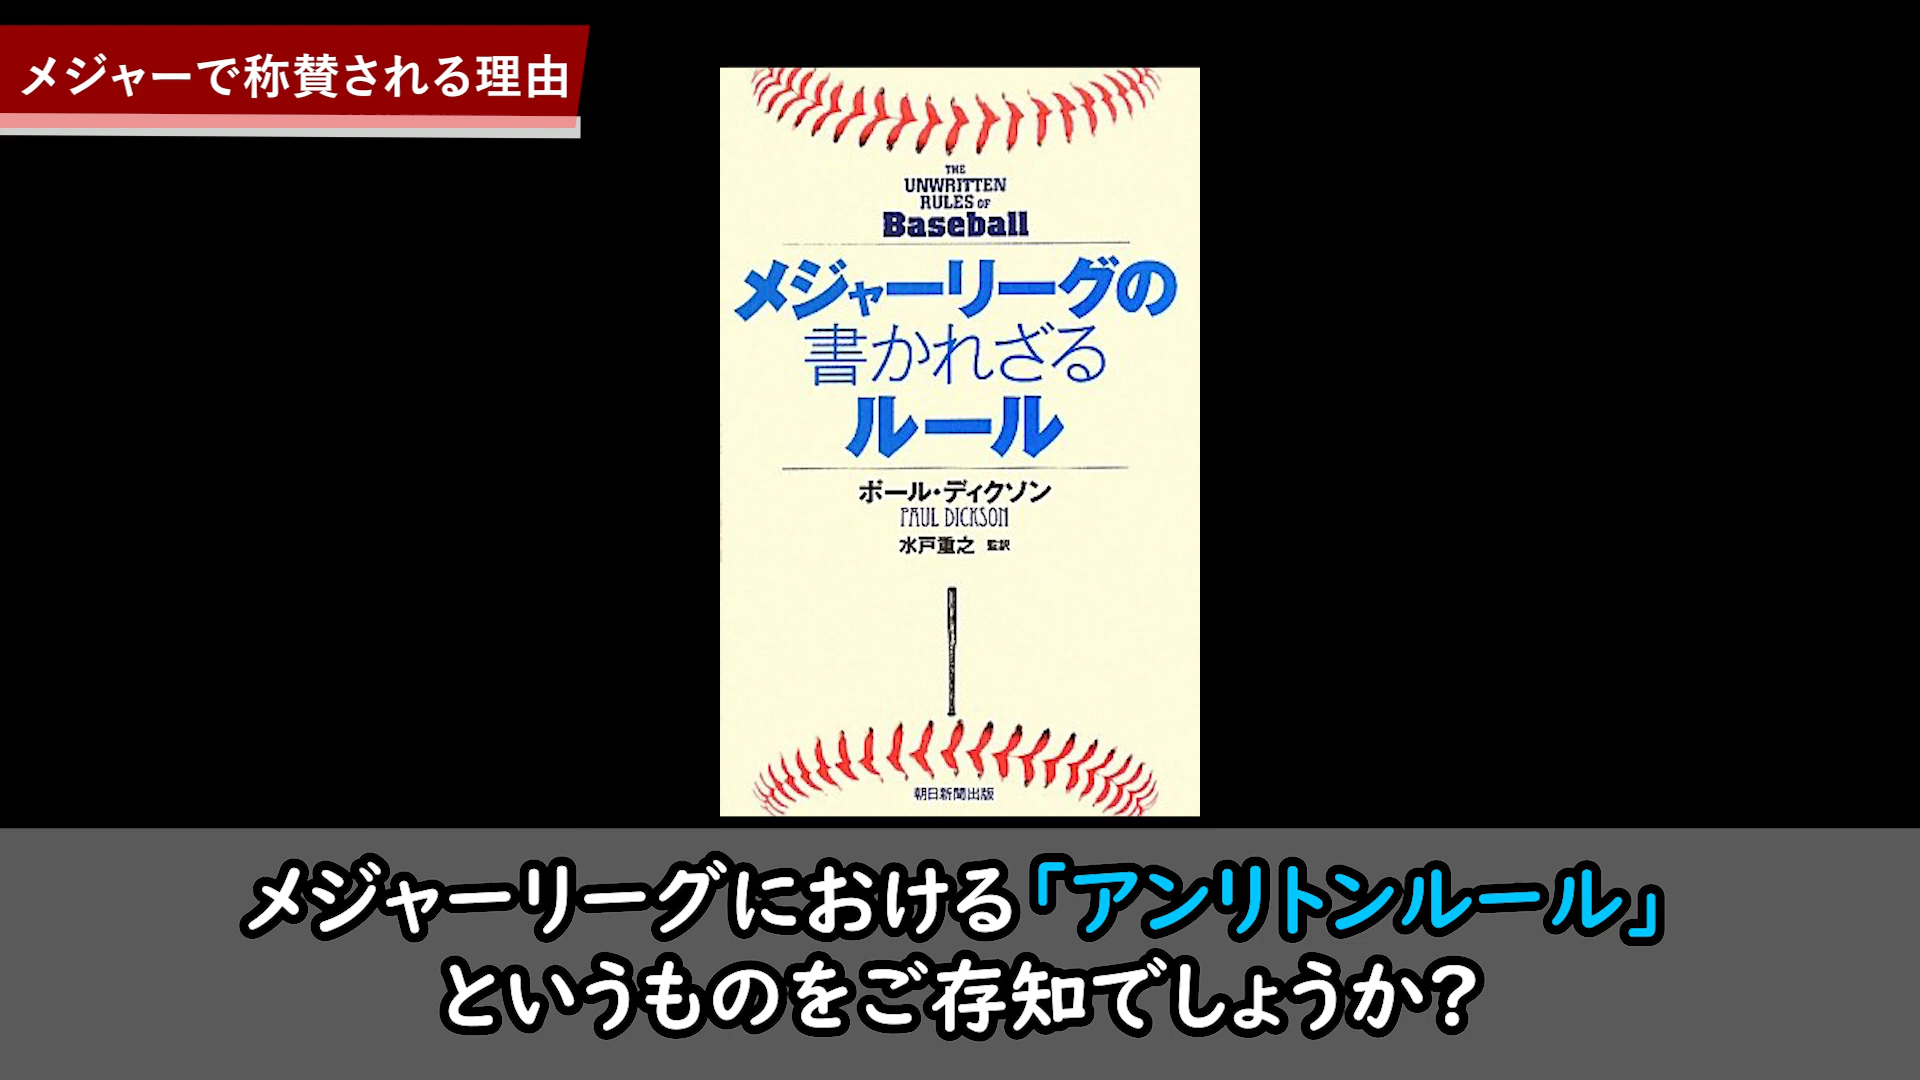 メジャーで称賛される理由
THE
UNWRITTEN
RULES OF
Baseball
メジャーリーグの
書かれざる
ルール
ポール・ディクソン
PAUL DICKSON
水戸重之 監訳
朝日新聞出版
メジャーリーグにおける「アンリトンルール」
というものをご存知でしょうか?